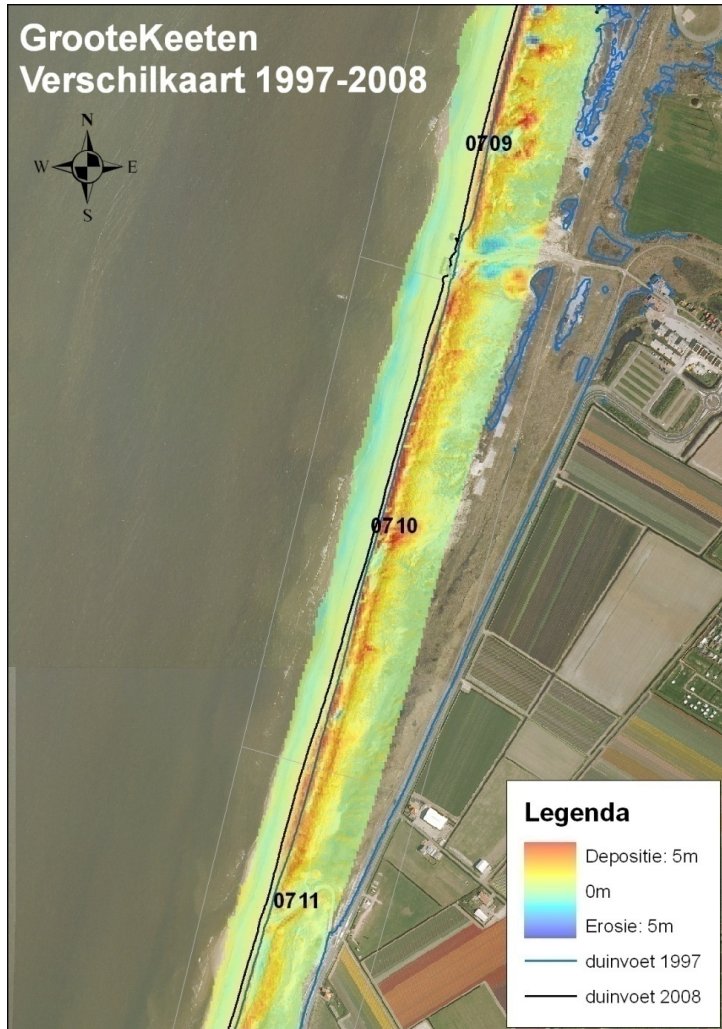 GrooteKeeten
Verschilkaart 1997-2008
N
W E
S
0709
0710
0711
Legenda
Depositie: 5m
0m
Erosie: 5m
duinvoet 1997
duinvoet 2008